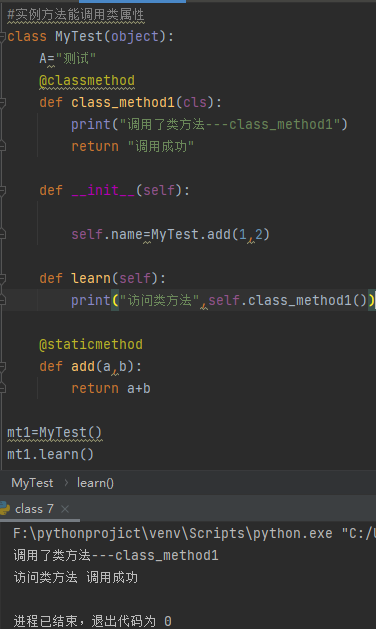 #实例方法能调用类属性
class MyTest(object):
    A="测试"
    @classmethod
    def class_method1(cls):
        print("调用了类方法---class_method1")
        return "调用成功"
    def __init__(self):
        self.name=MyTest.add(1,2)
    def learn(self):
        print("访问类方法",self.class_method1())
    @staticmethod
    def add(a,b):
        return a+b
mt1=MyTest()
mt1.learn()
MyTest › learn()
class 7 ×
F:\pythonprojict\venv\Scripts\python.exe "C:/U
调用了类方法---class_method1
访问类方法 调用成功
进程已结束，退出代码为 0